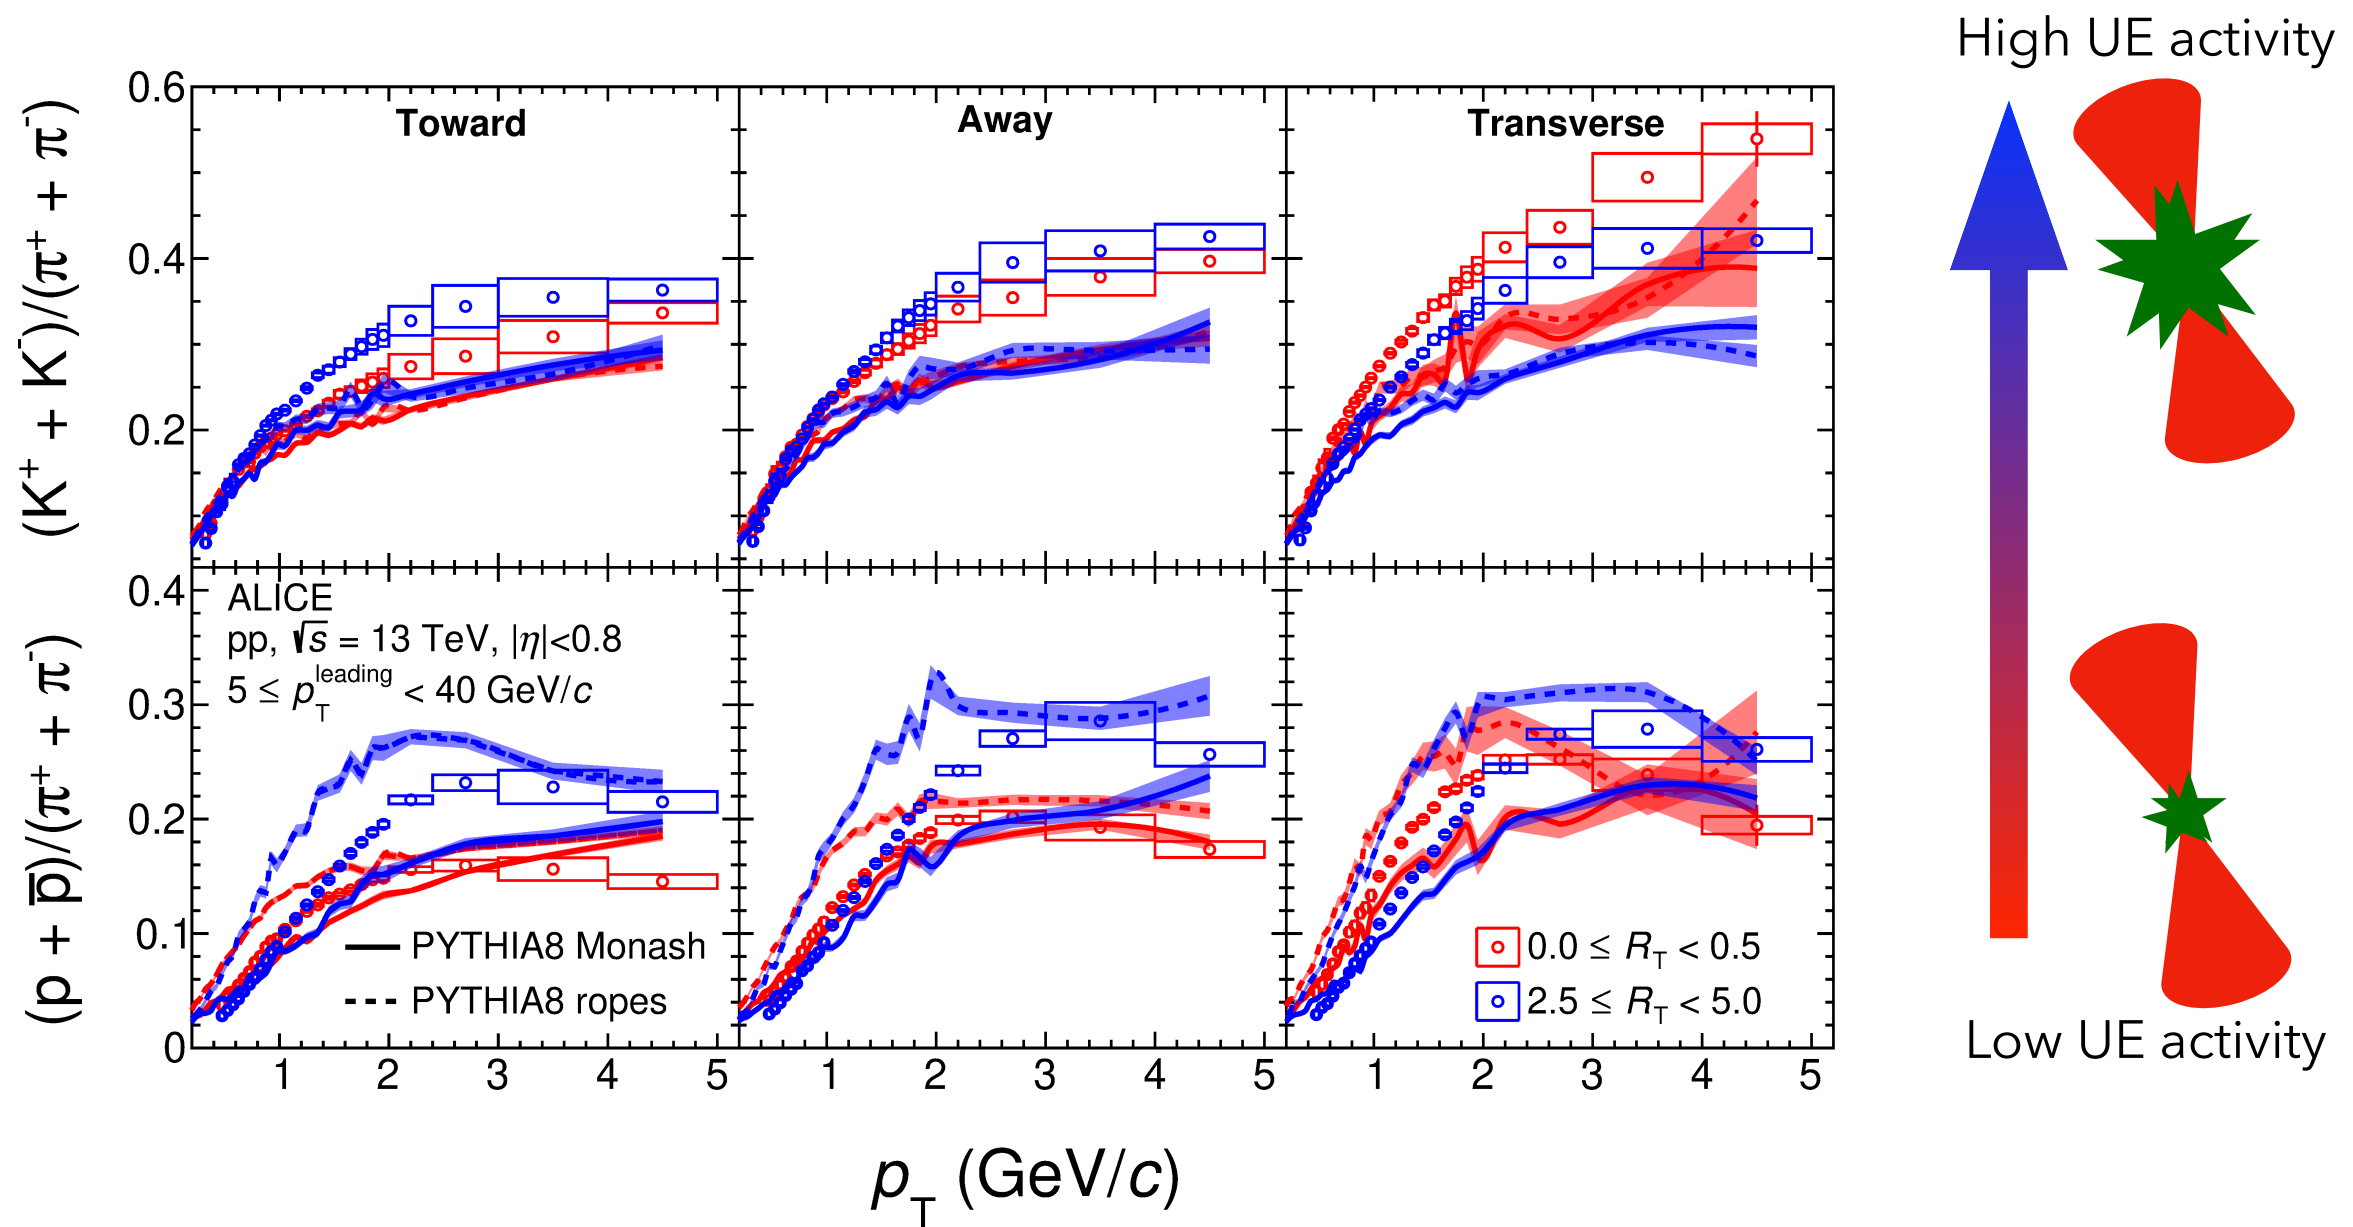 High UE activity
(K⁺ + K⁻)/(π⁺ + π⁻)
0.6
0.4
0.2
Toward
Away
Transverse
(p + p̅)/(π⁺ + π⁻)
0.4
0.3
0.2
0.1
0
ALICE
pp, √s = 13 TeV, |η|<0.8
5 ≤ p_T^leading < 40 GeV/c
PYTHIA8 Monash
PYTHIA8 ropes
0.0 ≤ R_T < 0.5
2.5 ≤ R_T < 5.0
1 2 3 4 5
1 2 3 4 5
1 2 3 4 5
p_T (GeV/c)
Low UE activity